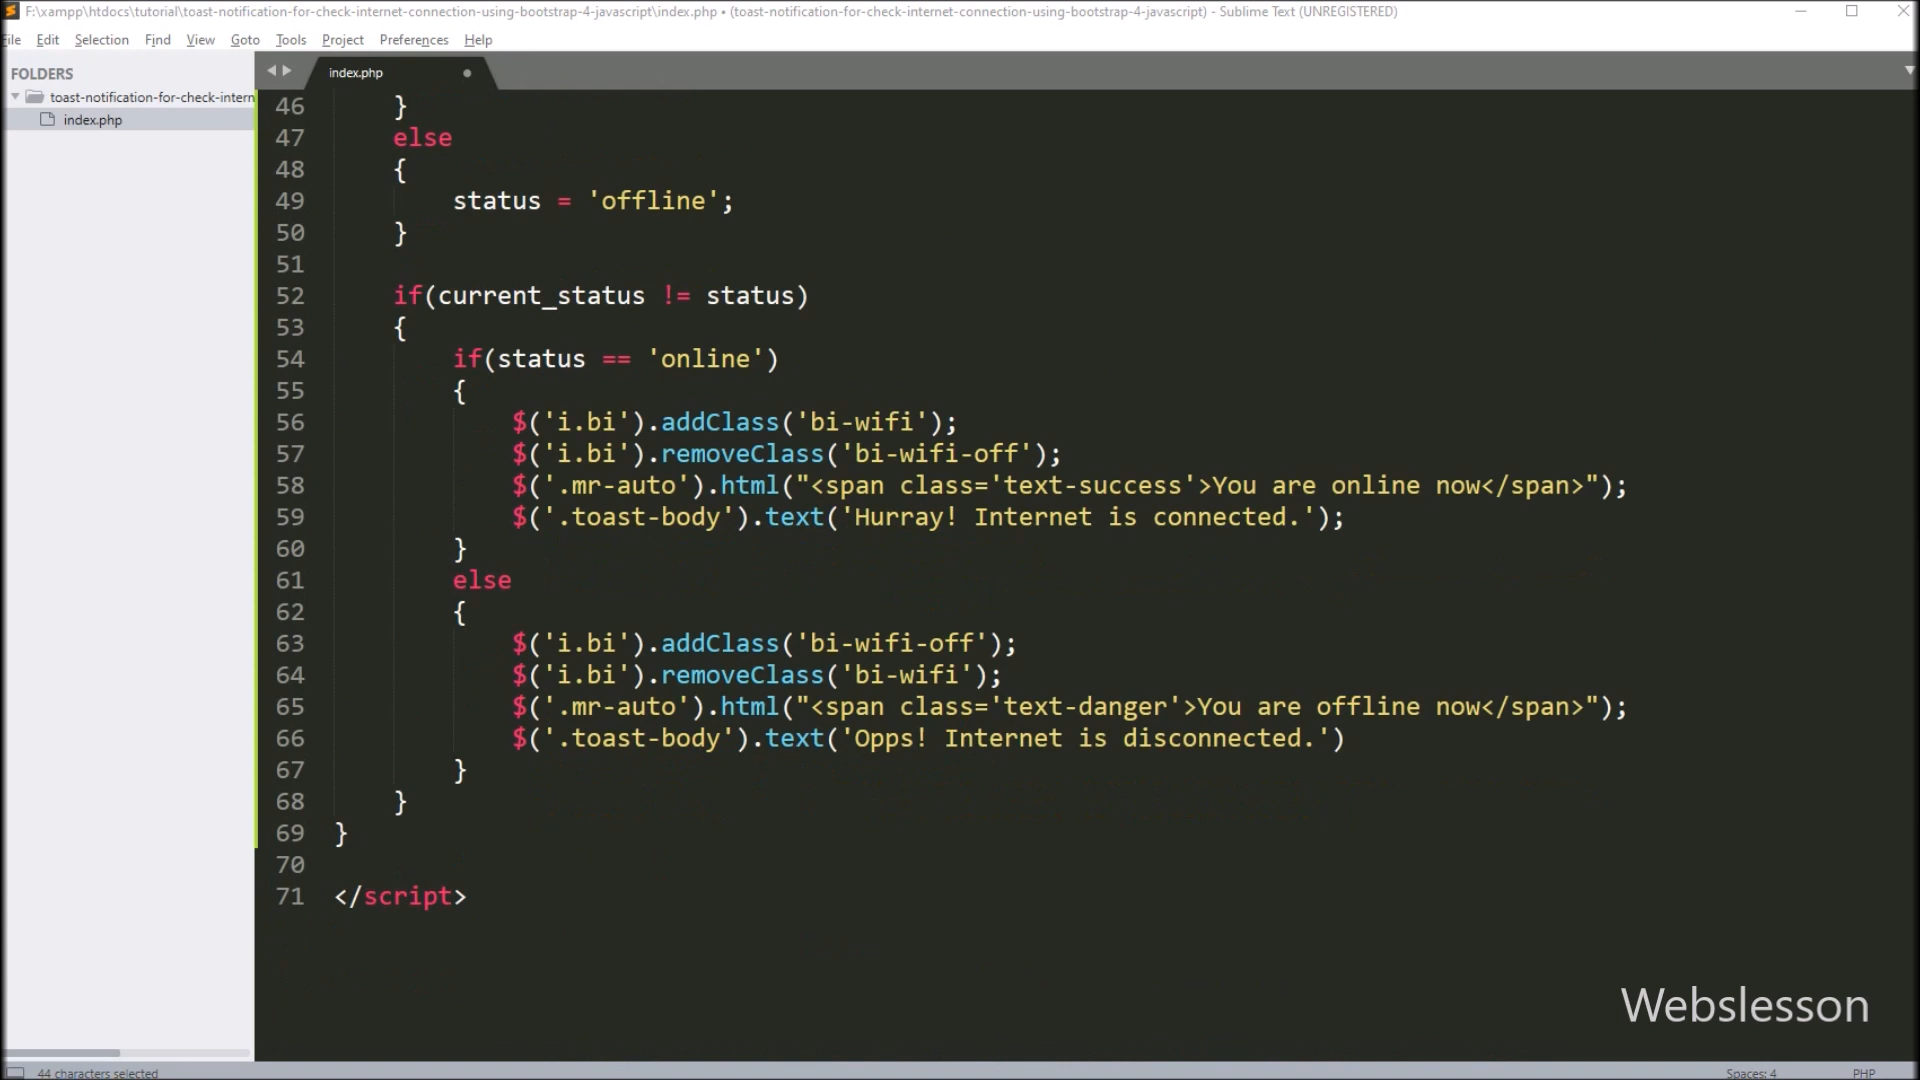 F:\xampp\htdocs\tutorial\toast-notification-for-check-internet-connection-using-bootstrap-4-javascript\index.php • (toast-notification-for-check-internet-connection-using-bootstrap-4-javascript) - Sublime Text (UNREGISTERED)
File Edit Selection Find View Goto Tools Project Preferences Help
FOLDERS
toast-notification-for-check-intern
index.php
index.php
46 }
47 else
48 {
49 status = 'offline';
50 }
51
52 if(current_status != status)
53 {
54 if(status == 'online')
55 {
56 $('i.bi').addClass('bi-wifi');
57 $('i.bi').removeClass('bi-wifi-off');
58 $('.mr-auto').html("<span class='text-success'>You are online now</span>");
59 $('.toast-body').text('Hurray! Internet is connected.');
60 }
61 else
62 {
63 $('i.bi').addClass('bi-wifi-off');
64 $('i.bi').removeClass('bi-wifi');
65 $('.mr-auto').html("<span class='text-danger'>You are offline now</span>");
66 $('.toast-body').text('Opps! Internet is disconnected.')
67 }
68 }
69 }
70
71 </script>
Webslesson
44 characters selected
Spaces: 4 PHP